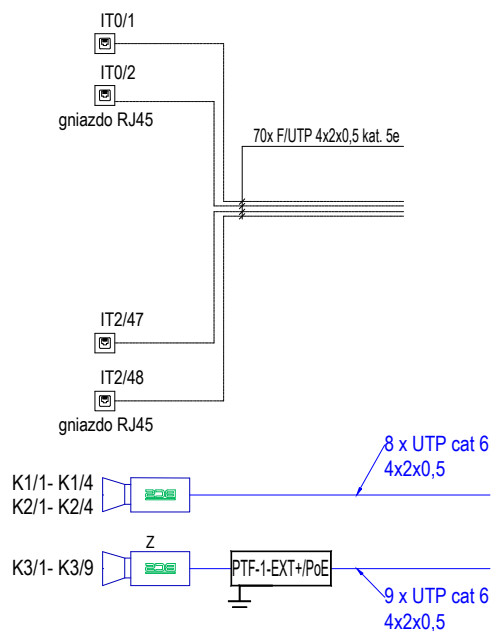 IT0/1
IT0/2
gniazdo RJ45
70x F/UTP 4x2x0,5 kat. 5e
IT2/47
IT2/48
gniazdo RJ45
K1/1- K1/4
K2/1- K2/4
8 x UTP cat 6
4x2x0,5
Z
K3/1- K3/9
PTF-1-EXT+/PoE
9 x UTP cat 6
4x2x0,5